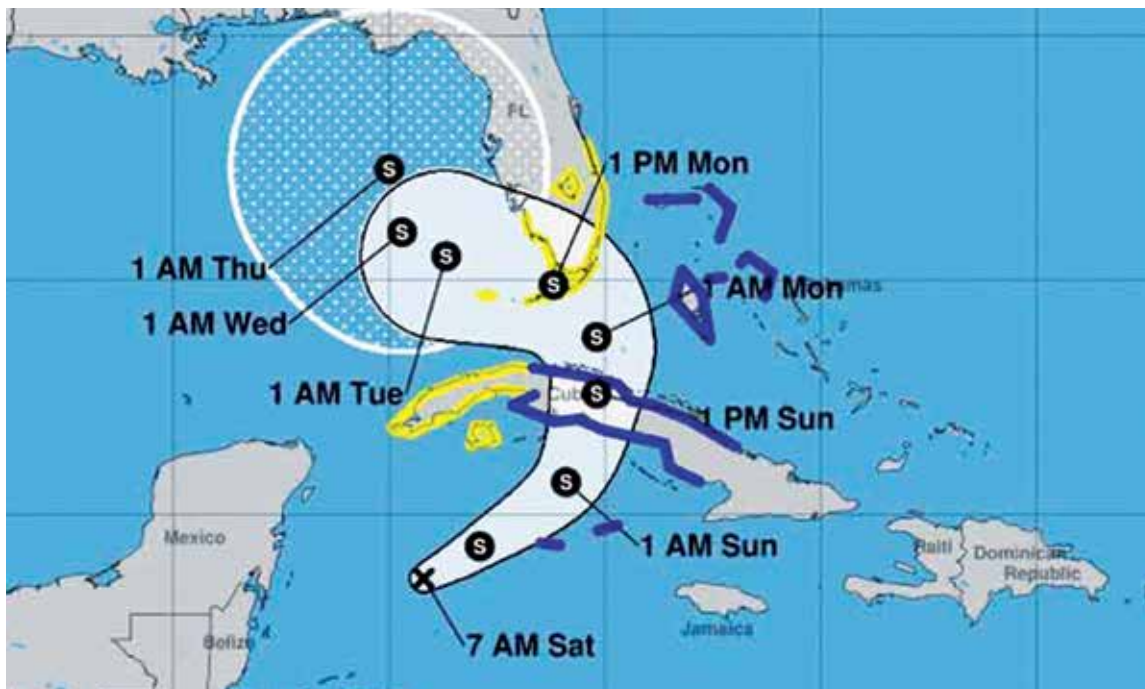 FL
1 PM Mon
1 AM Thu
1 AM Mon
1 AM Wed
1 AM Tue
Cuba
1 PM Sun
Mexico
1 AM Sun
Haiti
Dominican
Republic
Jamaica
Belize
7 AM Sat
S
S
S
S
S
S
S
S